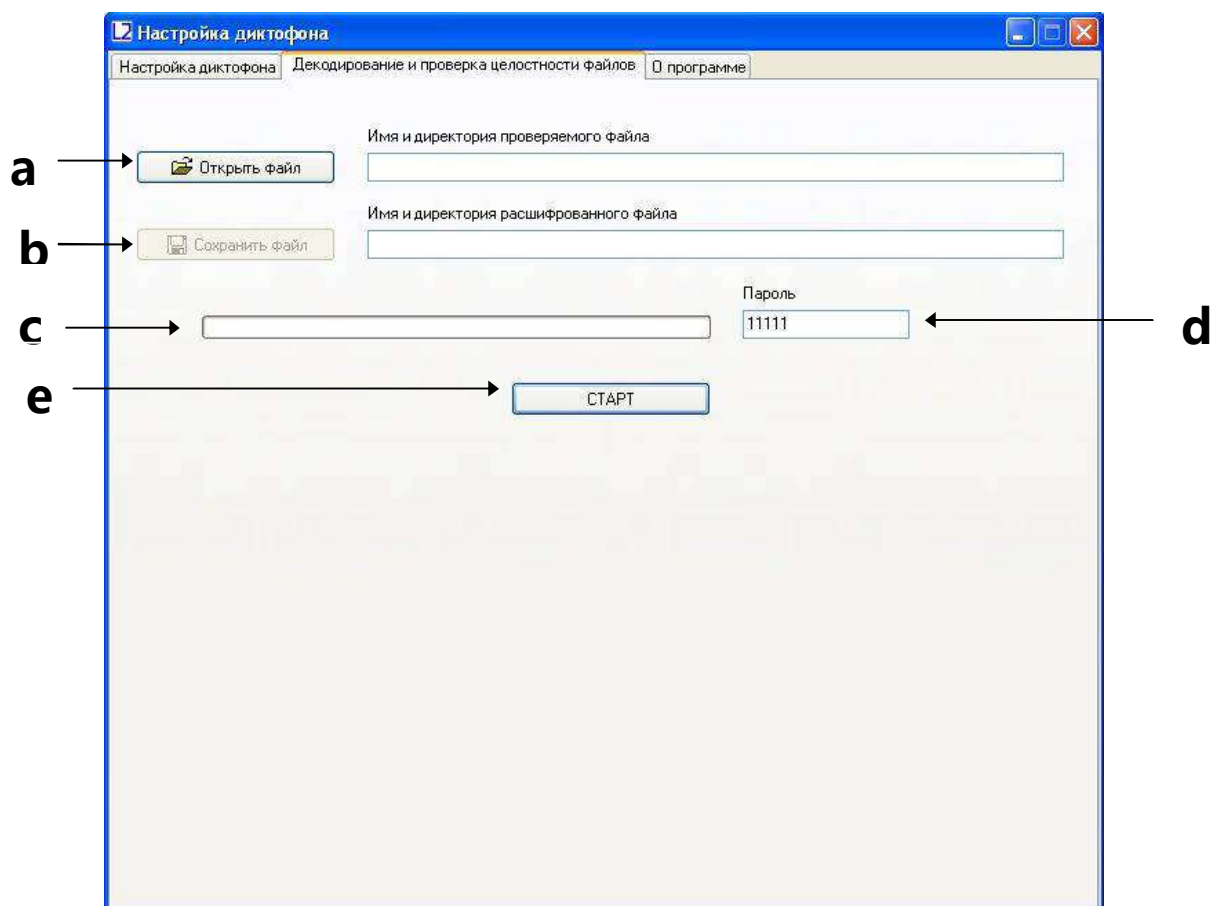 Настройка диктофона
Настройка диктофона Декодирование и проверка целостности файлов О программе
Имя и директория проверяемого файла
a Открыть файл
Имя и директория расшифрованного файла
b Сохранить файл
Пароль
c 11111 d
e СТАРТ